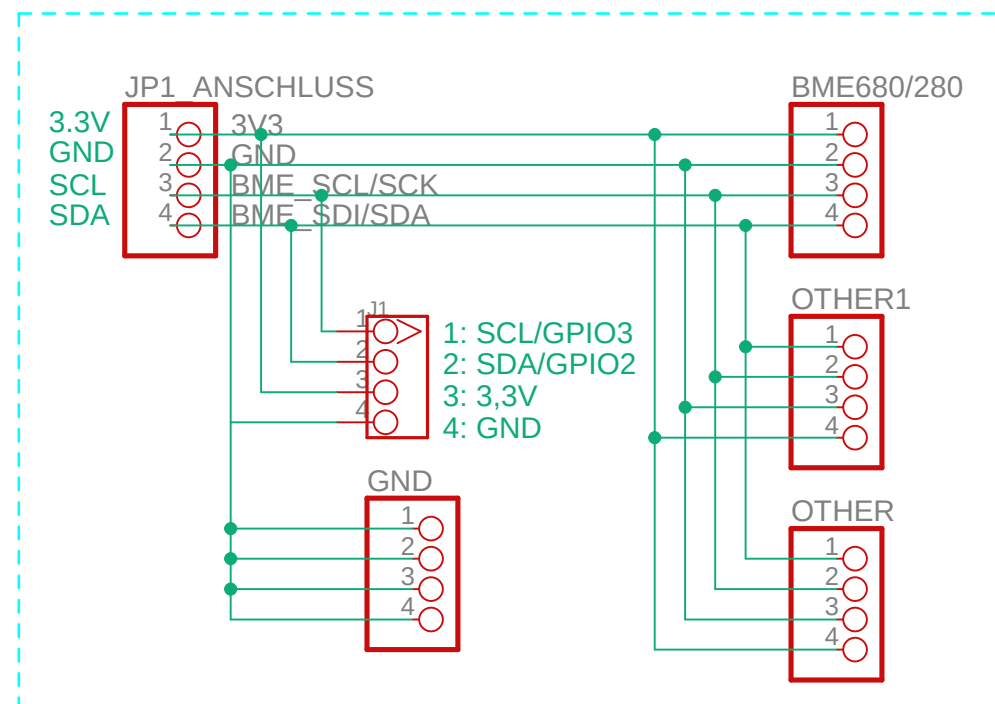 JP1_ANSCHLUSS
BME680/280
3.3V 1 3V3
GND 2 GND
SCL 3 BME_SCL/SCK
SDA 4 BME_SDI/SDA
1
2
3
4
J1
1 1: SCL/GPIO3
2 2: SDA/GPIO2
3 3: 3,3V
4 4: GND
OTHER1
1
2
3
4
GND
1
2
3
4
OTHER
1
2
3
4